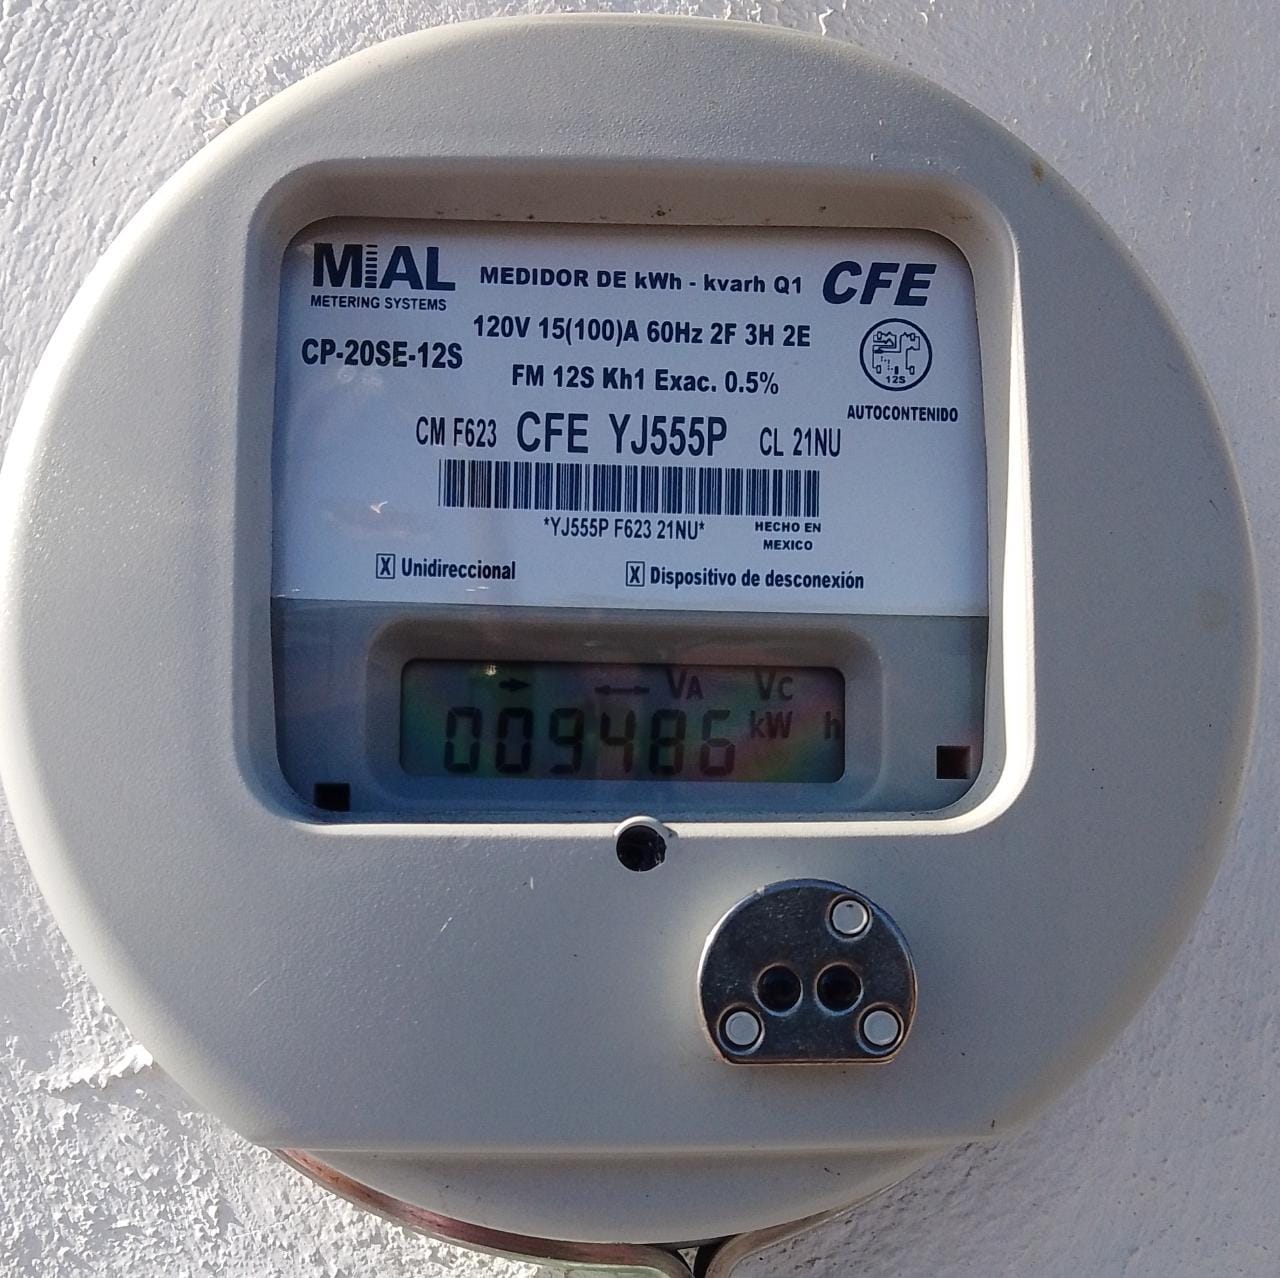 MIAL
METERING SYSTEMS
MEDIDOR DE kWh - kvarh Q1
CFE
CP-20SE-12S
120V 15(100)A 60Hz 2F 3H 2E
FM 12S Kh1 Exac. 0.5%
12S
AUTOCONTENIDO
CM F623 CFE YJ555P CL 21NU
*YJ555P F623 21NU*
HECHO EN
MEXICO
X Unidireccional
X Dispositivo de desconexión
VA VC
009486 kW h